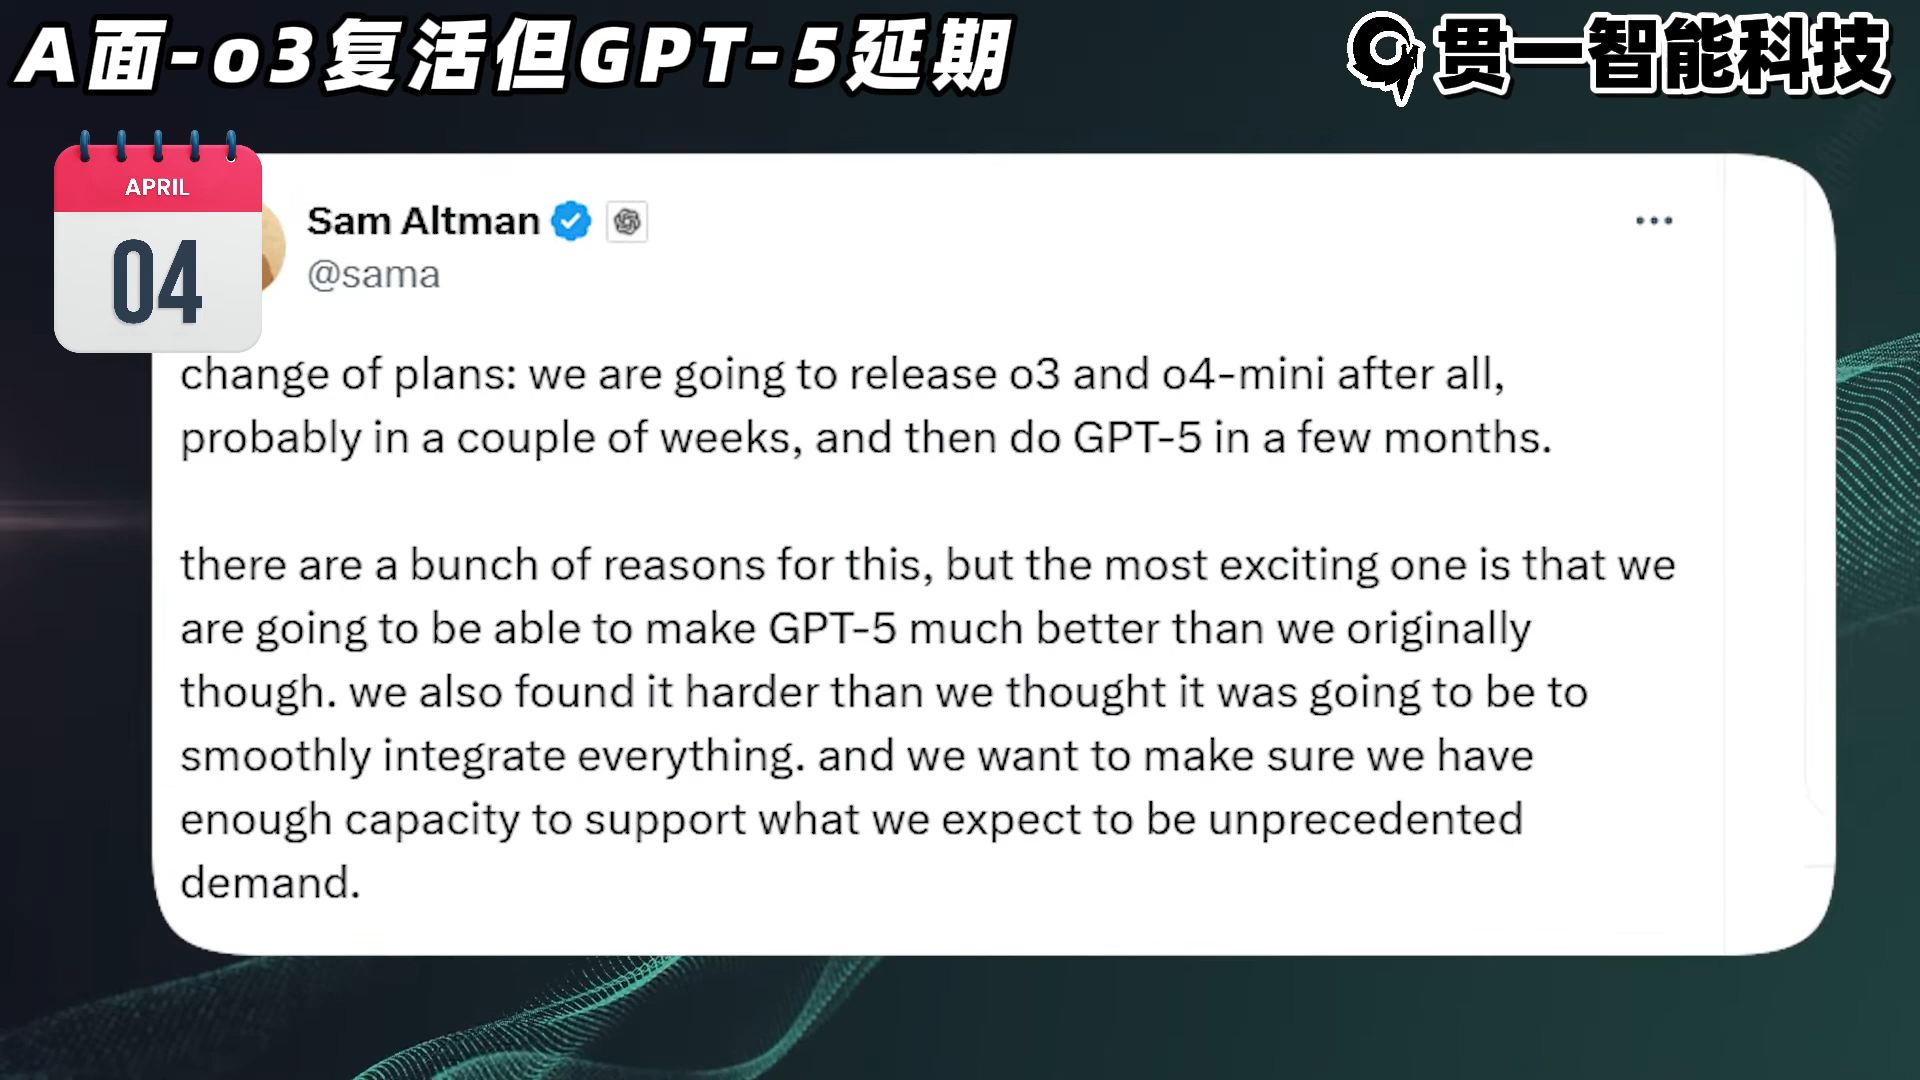 A面-o3复活但GPT-5延期
贯一智能科技
APRIL
04
Sam Altman
@sama
change of plans: we are going to release o3 and o4-mini after all,
probably in a couple of weeks, and then do GPT-5 in a few months.
there are a bunch of reasons for this, but the most exciting one is that we
are going to be able to make GPT-5 much better than we originally
though. we also found it harder than we thought it was going to be to
smoothly integrate everything. and we want to make sure we have
enough capacity to support what we expect to be unprecedented
demand.